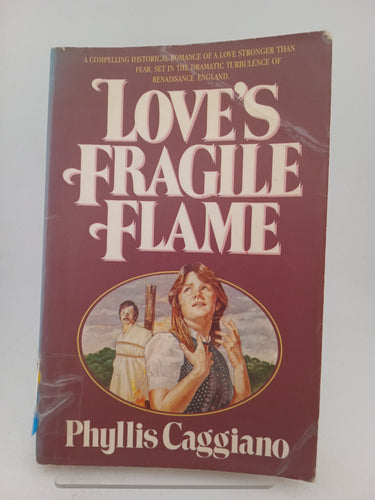 A COMPELLING HISTORICAL ROMANCE OF A LOVE STRONGER THAN
FEAR, SET IN THE DRAMATIC TURBULENCE OF
RENAISSANCE ENGLAND.
LOVE'S
FRAGILE
FLAME
Phyllis Caggiano